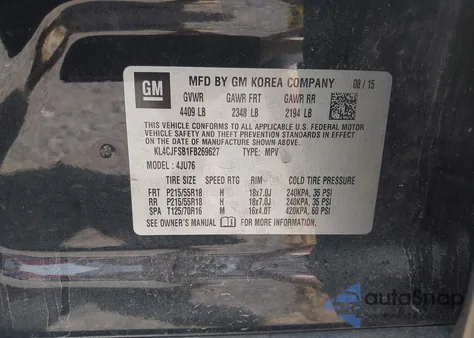 GM
MFD BY GM KOREA COMPANY 08 / 15
GVWR GAWR FRT GAWR RR
4409 LB 2348 LB 2194 LB
THIS VEHICLE CONFORMS TO ALL APPLICABLE U.S. FEDERAL MOTOR
VEHICLE SAFETY AND THEFT PREVENTION STANDARDS IN EFFECT ON THE
DATE OF MANUFACTURE SHOWN ABOVE.
KL4CJFSB1FB269627 TYPE: MPV
MODEL: 4JU76
TIRE SIZE SPEED RTG RIM COLD TIRE PRESSURE
FRT P215/55R18 H 18x7.0J 240KPA, 35 PSI
RR P215/55R18 H 18x7.0J 240KPA, 35 PSI
SPA T125/70R16 M 16x4.0T 420KPA, 60 PSI
SEE OWNER'S MANUAL FOR MORE INFORMATION.
autoSnap